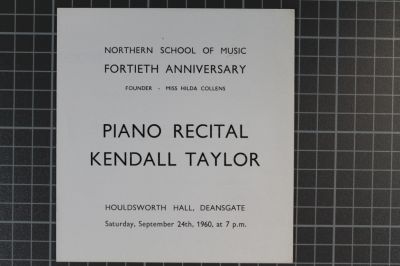 NORTHERN SCHOOL OF MUSIC
FORTIETH ANNIVERSARY
FOUNDER - MISS HILDA COLLENS
PIANO RECITAL
KENDALL TAYLOR
HOULDSWORTH HALL, DEANSGATE
Saturday, September 24th, 1960, at 7 p.m.